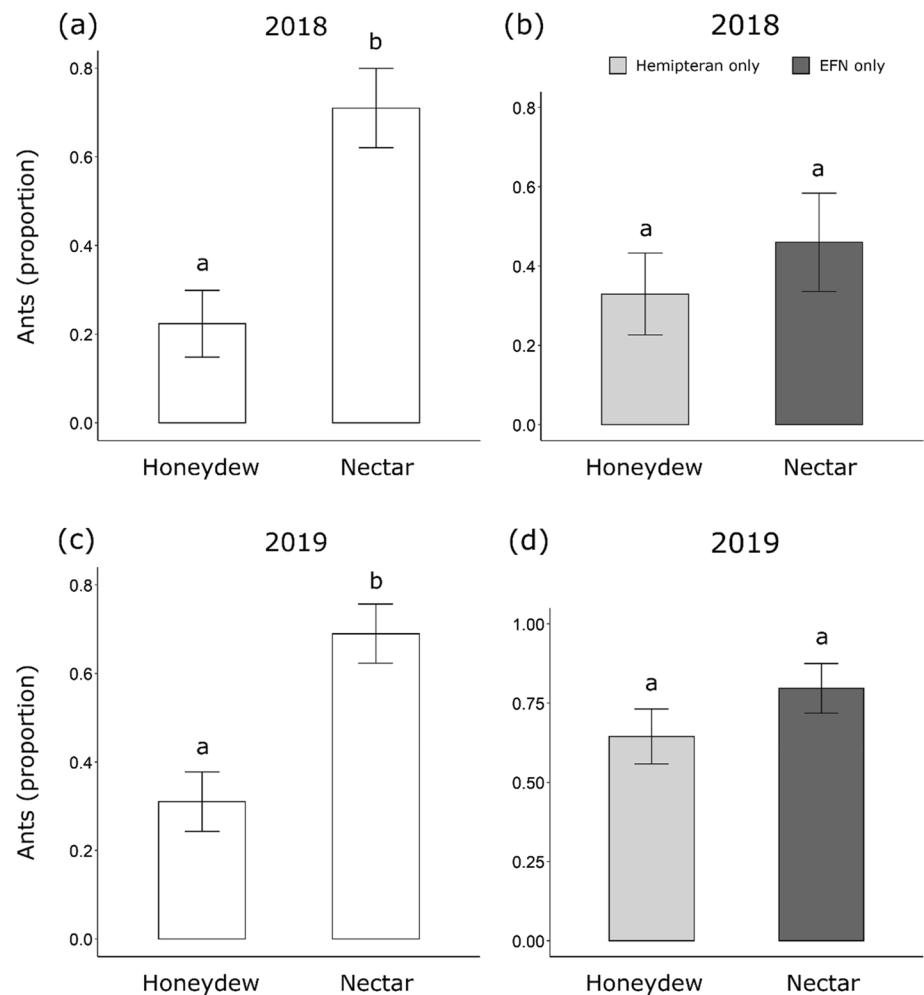 (a)
2018
Ants (proportion)
0.8
0.6
0.4
0.2
0.0
a
b
Honeydew
Nectar
(b)
2018
Hemipteran only
EFN only
0.8
0.6
0.4
0.2
0.0
a
a
Honeydew
Nectar
(c)
2019
Ants (proportion)
0.8
0.6
0.4
0.2
0.0
a
b
Honeydew
Nectar
(d)
2019
1.00
0.75
0.50
0.25
0.00
a
a
Honeydew
Nectar